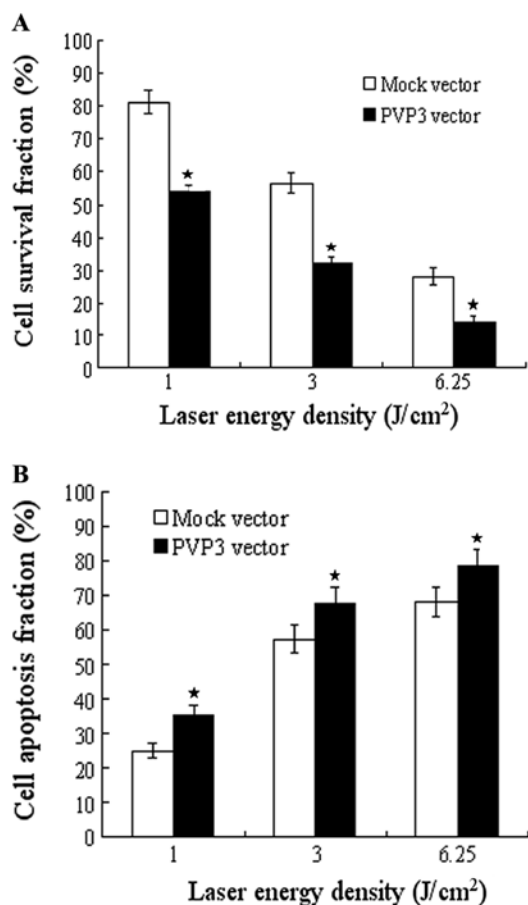 A
Cell survival fraction (%)
100
90
80
70
60
50
40
30
20
10
0
Mock vector
PVP3 vector
★
★
★
1 3 6.25
Laser energy density (J/cm²)
B
Cell apoptosis fraction (%)
100
90
80
70
60
50
40
30
20
10
0
Mock vector
PVP3 vector
★
★
★
1 3 6.25
Laser energy density (J/cm²)